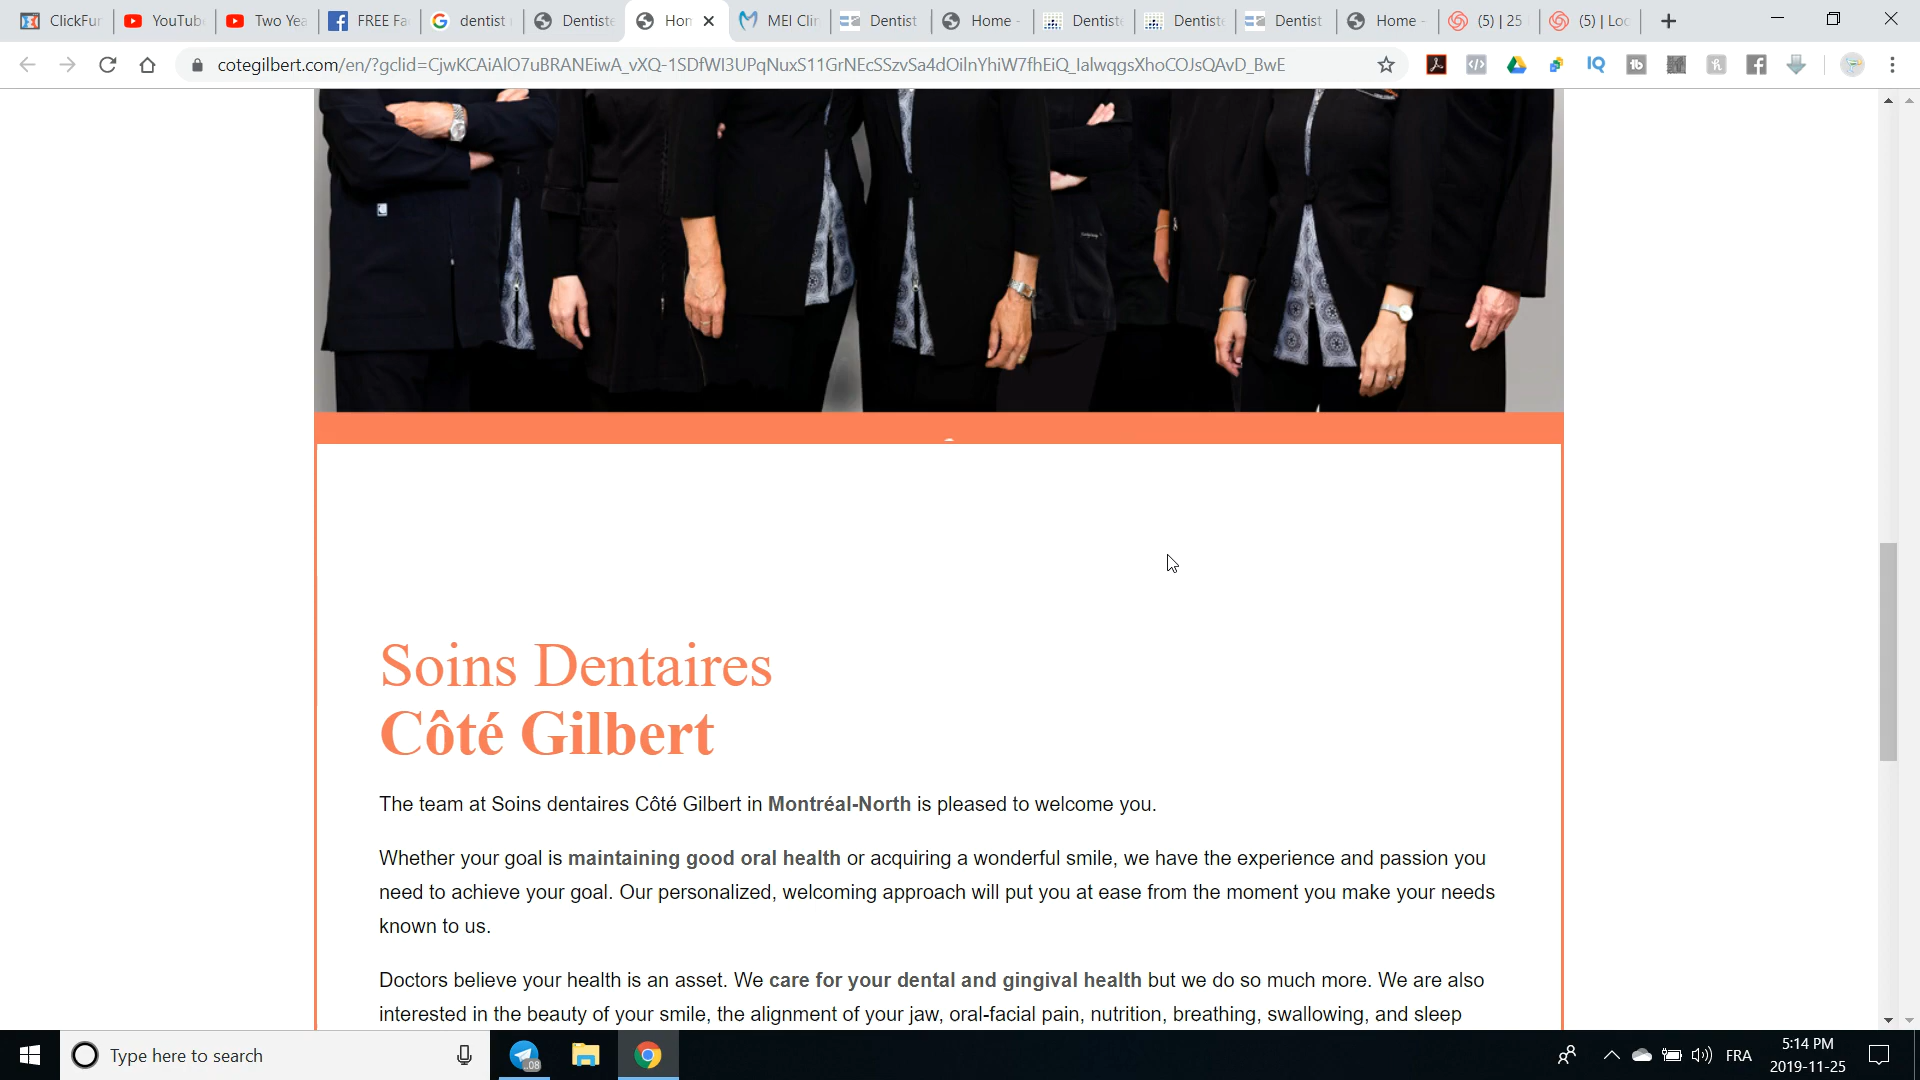 ClickFur
YouTub
Two Yea
FREE Fa
dentist
Dentiste
Hom
MEI Clin
Dentist
Home -
Dentiste
Dentiste
Dentist
Home -
(5) | 25
(5) | Loc
cotegilbert.com/en/?gclid=CjwKCAiAlO7uBRANEiwA_vXQ-1SDfWI3UPqNuxS11GrNEcSSzvSa4dOiInYhiW7fhEiQ_IalwqgsXhoCOJsQAvD_BwE
Soins Dentaires
Côté Gilbert
The team at Soins dentaires Côté Gilbert in Montréal-North is pleased to welcome you.
Whether your goal is maintaining good oral health or acquiring a wonderful smile, we have the experience and passion you
need to achieve your goal. Our personalized, welcoming approach will put you at ease from the moment you make your needs
known to us.
Doctors believe your health is an asset. We care for your dental and gingival health but we do so much more. We are also
interested in the beauty of your smile, the alignment of your jaw, oral-facial pain, nutrition, breathing, swallowing, and sleep
Type here to search
..08
FRA
5:14 PM
2019-11-25